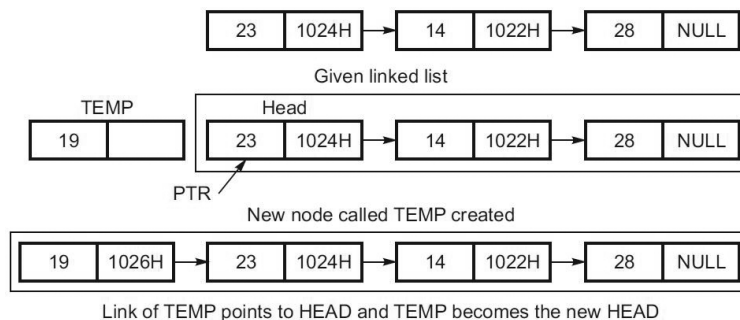 23 1024H 14 1022H 28 NULL
Given linked list
TEMP Head
19 23 1024H 14 1022H 28 NULL
PTR
New node called TEMP created
19 1026H 23 1024H 14 1022H 28 NULL
Link of TEMP points to HEAD and TEMP becomes the new HEAD